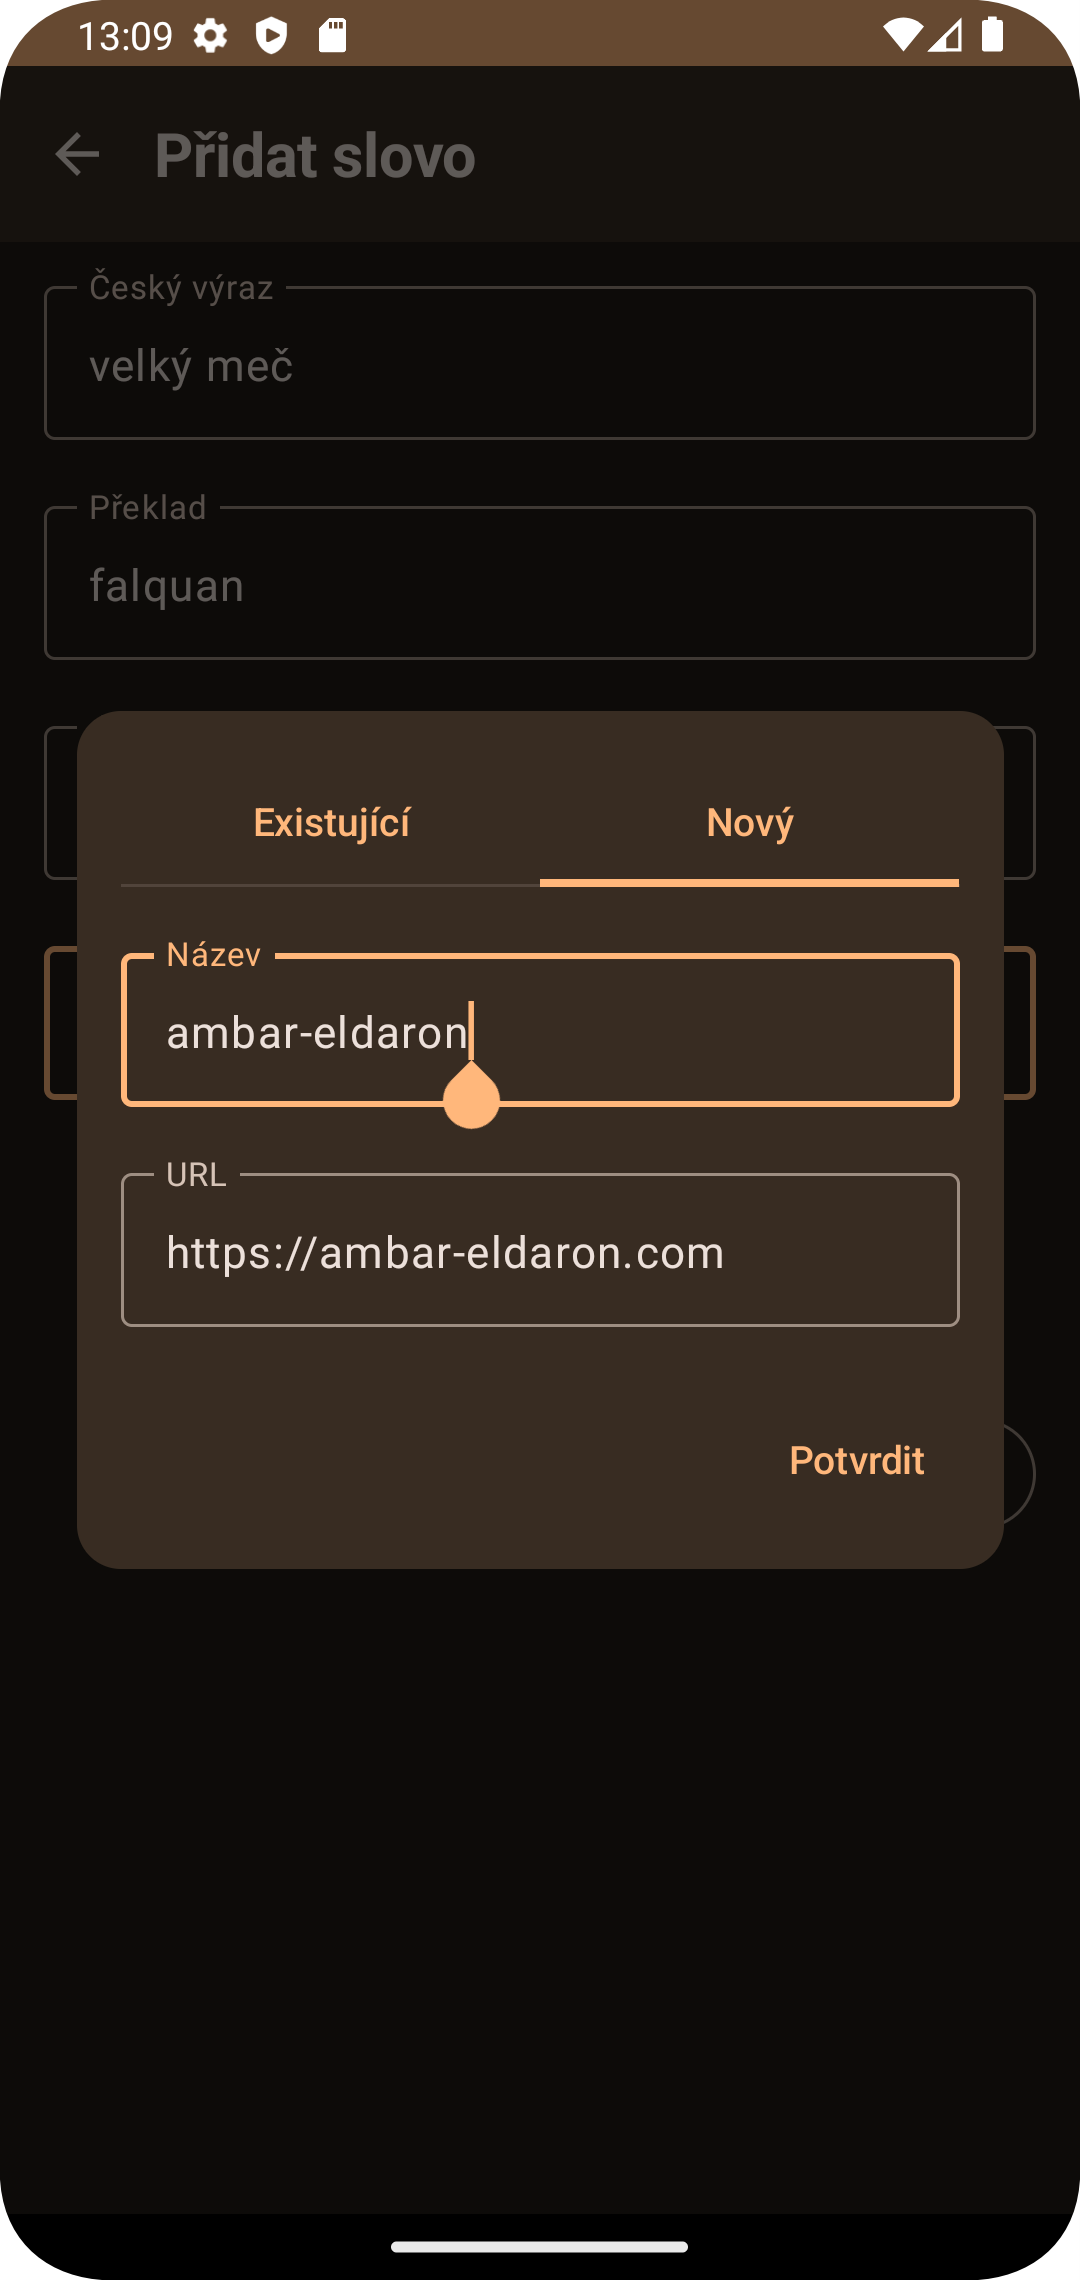 13:09
Přidat slovo
Český výraz
velký meč
Překlad
falquan
Existující
Nový
Název
ambar-eldaron
URL
https://ambar-eldaron.com
Potvrdit